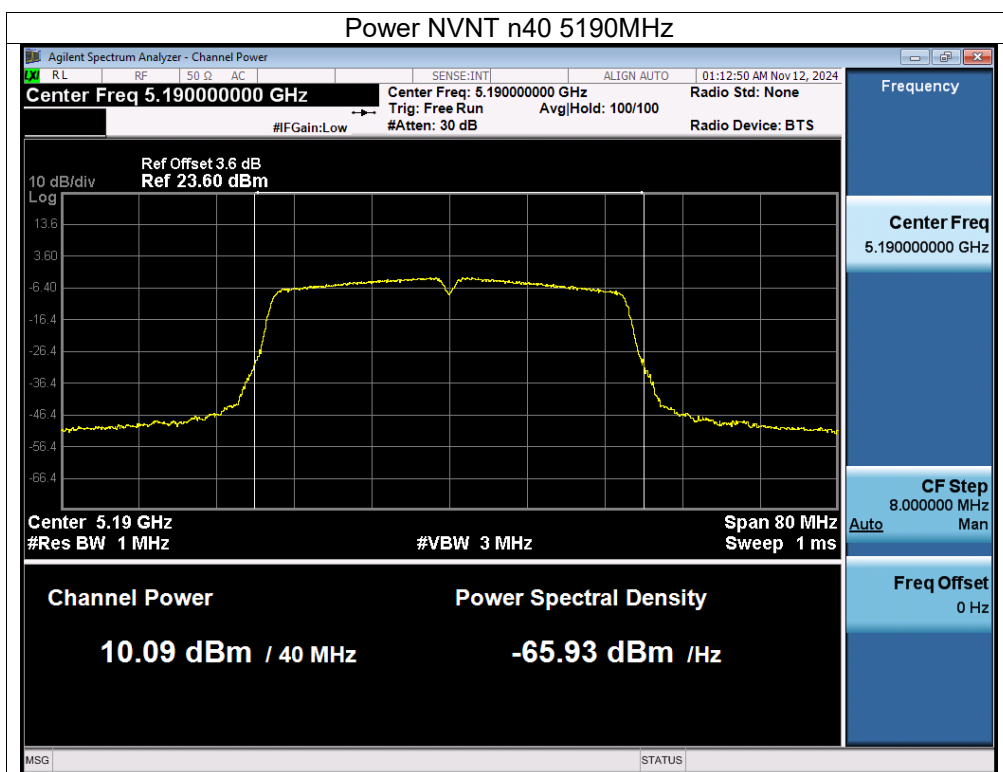 Power NVNT n40 5190MHz
Agilent Spectrum Analyzer - Channel Power
LXI RL RF 50 Ω AC SENSE:INT ALIGN AUTO 01:12:50 AM Nov 12, 2024
Center Freq 5.190000000 GHz
Center Freq: 5.190000000 GHz Radio Std: None
Trig: Free Run Avg|Hold: 100/100
#IFGain:Low #Atten: 30 dB Radio Device: BTS
Ref Offset 3.6 dB
10 dB/div Ref 23.60 dBm
Log
13.6
3.60
-6.40
-16.4
-26.4
-36.4
-46.4
-56.4
-66.4
Center 5.19 GHz Span 80 MHz
#Res BW 1 MHz #VBW 3 MHz Sweep 1 ms
Channel Power Power Spectral Density
10.09 dBm / 40 MHz -65.93 dBm /Hz
Frequency
Center Freq
5.190000000 GHz
CF Step
8.000000 MHz
Auto Man
Freq Offset
0 Hz
MSG STATUS